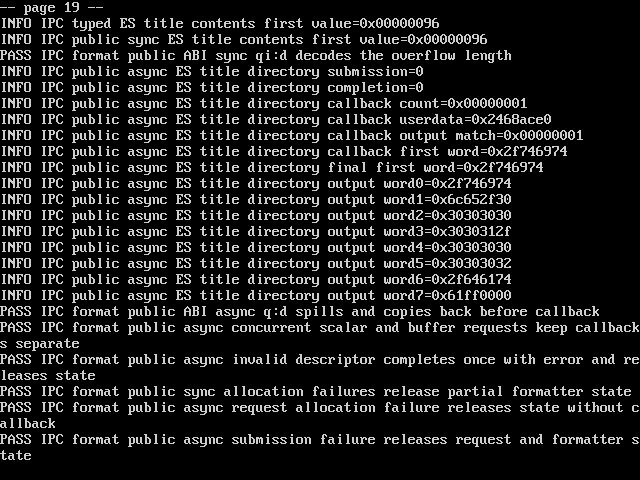 -- page 19 --
INFO IPC typed ES title contents first value=0x00000096
INFO IPC public sync ES title contents first value=0x00000096
PASS IPC format public ABI sync qi:d decodes the overflow length
INFO IPC public async ES title directory submission=0
INFO IPC public async ES title directory completion=0
INFO IPC public async ES title directory callback count=0x00000001
INFO IPC public async ES title directory callback userdata=0x2468ace0
INFO IPC public async ES title directory callback output match=0x00000001
INFO IPC public async ES title directory callback first word=0x2f746974
INFO IPC public async ES title directory final first word=0x2f746974
INFO IPC public async ES title directory output word0=0x2f746974
INFO IPC public async ES title directory output word1=0x6c652f30
INFO IPC public async ES title directory output word2=0x30303030
INFO IPC public async ES title directory output word3=0x3030312f
INFO IPC public async ES title directory output word4=0x30303030
INFO IPC public async ES title directory output word5=0x30303032
INFO IPC public async ES title directory output word6=0x2f646174
INFO IPC public async ES title directory output word7=0x61ff0000
PASS IPC format public ABI async q:d spills and copies back before callback
PASS IPC format public async concurrent scalar and buffer requests keep callback
s separate
PASS IPC format public async invalid descriptor completes once with error and re
leases state
PASS IPC format public sync allocation failures release partial formatter state
PASS IPC format public async request allocation failure releases state without c
allback
PASS IPC format public async submission failure releases request and formatter s
tate